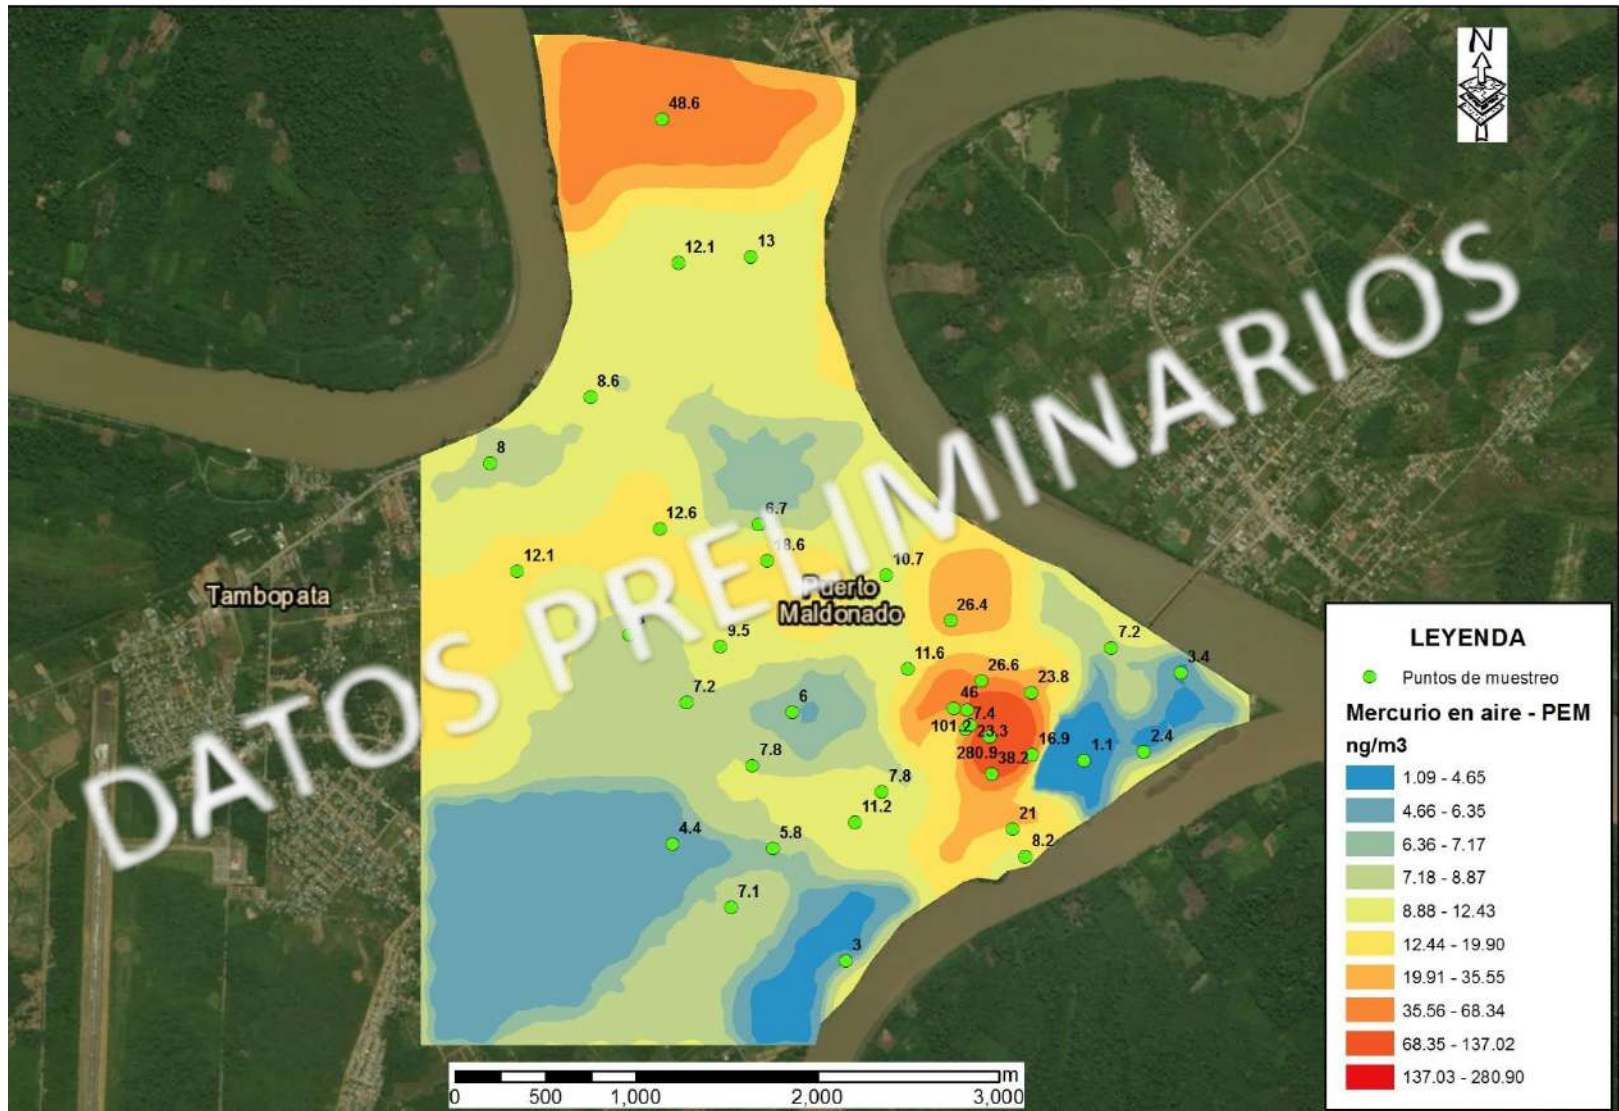 N
48.6
12.1
13
8.6
8
12.6
6.7
18.6
12.1
10.7
Tambopata
Puerto
Maldonado
26.4
9.5
11.6
7.2
3.4
26.6
23.8
7.2
6
46
7.4
101.2
23.3
280.9
38.2
16.9
1.1
2.4
7.8
7.8
11.2
21
8.2
4.4
5.8
7.1
3
DATOS PRELIMINARIOS
LEYENDA
Puntos de muestreo
Mercurio en aire - PEM
ng/m3
1.09 - 4.65
4.66 - 6.35
6.36 - 7.17
7.18 - 8.87
8.88 - 12.43
12.44 - 19.90
19.91 - 35.55
35.56 - 68.34
68.35 - 137.02
137.03 - 280.90
m
0 500 1,000 2,000 3,000